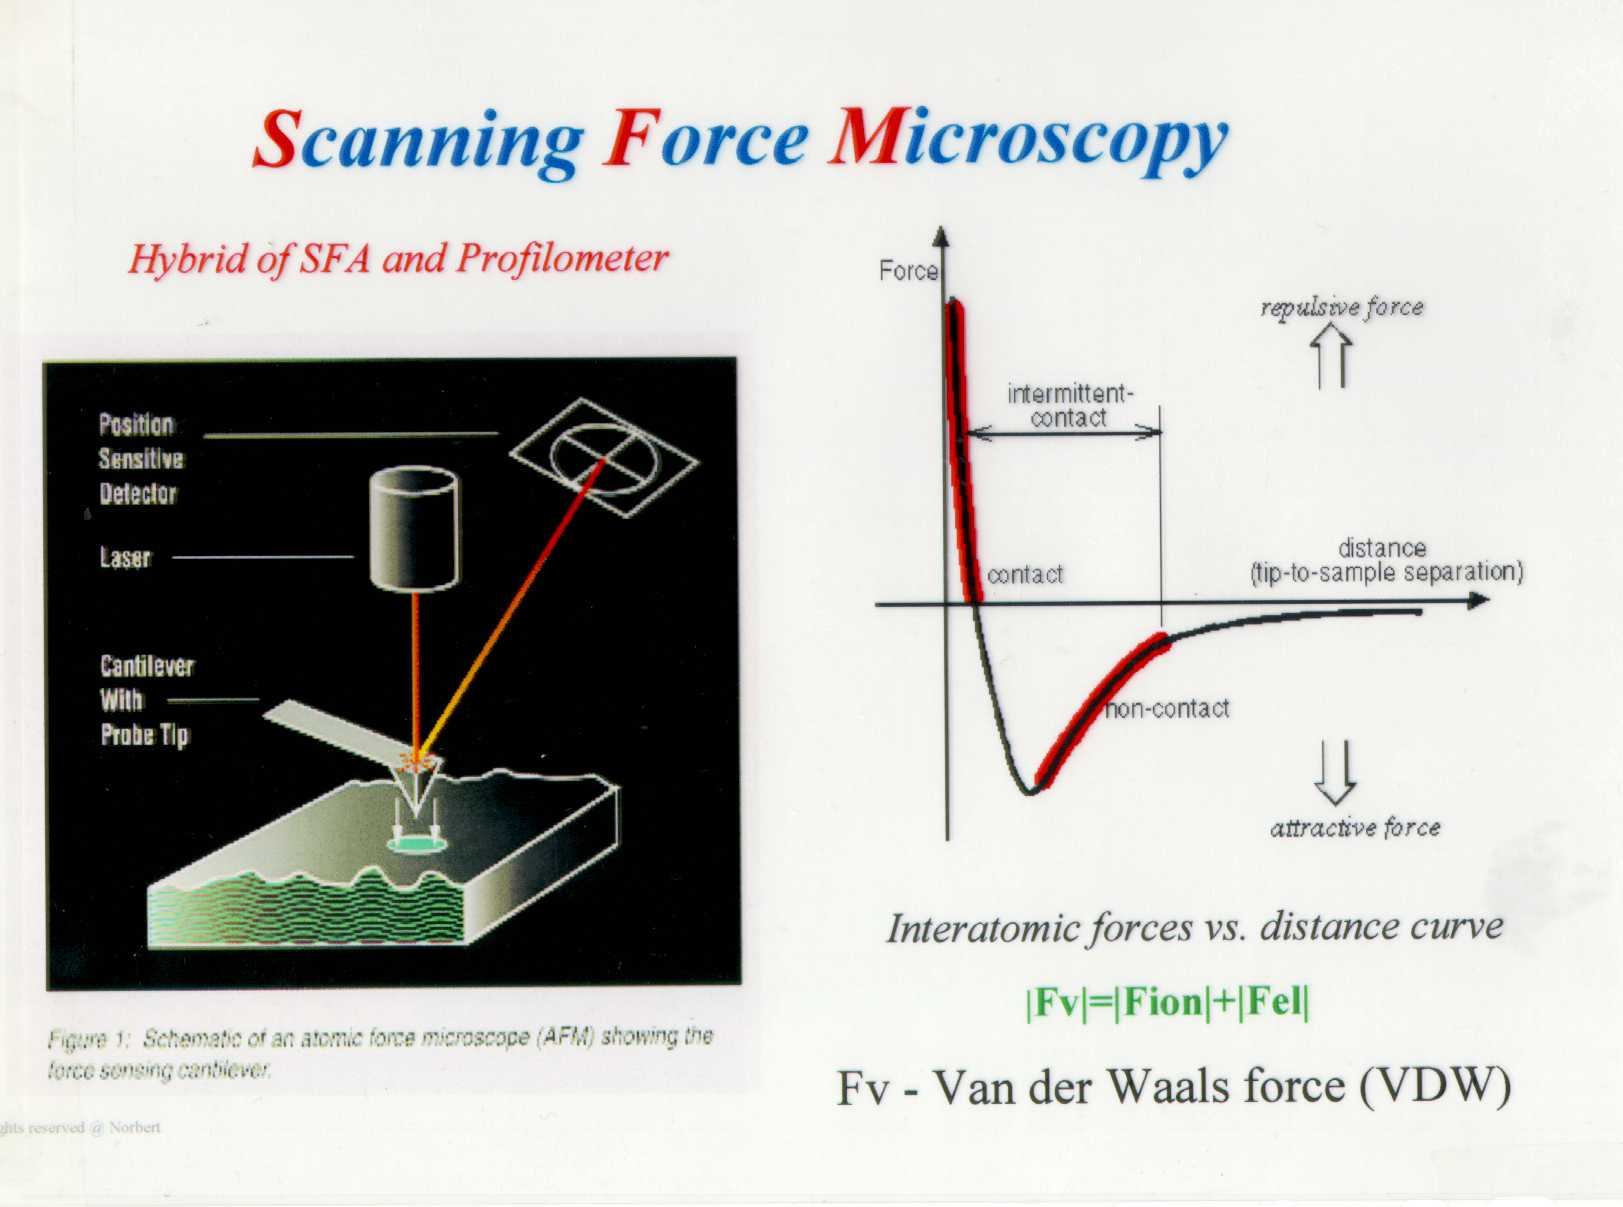 Scanning Force Microscopy
Hybrid of SFA and Profilometer
Position
Sensitive
Detector
Laser
Cantilever
With
Probe Tip
Figure 1: Schematic of an atomic force microscope (AFM) showing the
force sensing cantilever.
ghts reserved @ Norbert
Force
repulsive force
intermittent-
contact
contact
distance
(tip-to-sample separation)
non-contact
attractive force
Interatomic forces vs. distance curve
|Fv|=|Fion|+|Fel|
Fv - Van der Waals force (VDW)